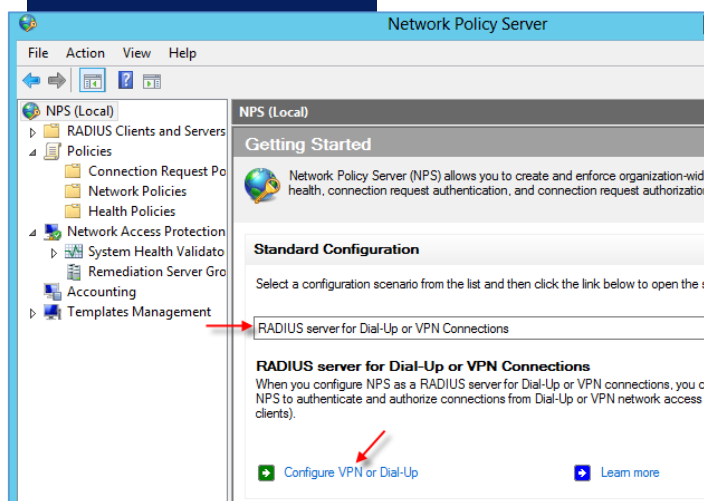 Network Policy Server
File Action View Help
NPS (Local)
RADIUS Clients and Servers
Policies
Connection Request Po
Network Policies
Health Policies
Network Access Protection
System Health Validato
Remediation Server Gro
Accounting
Templates Management
NPS (Local)
Getting Started
Network Policy Server (NPS) allows you to create and enforce organization-wid
health, connection request authentication, and connection request authorizatio
Standard Configuration
Select a configuration scenario from the list and then click the link below to open the s
RADIUS server for Dial-Up or VPN Connections
RADIUS server for Dial-Up or VPN Connections
When you configure NPS as a RADIUS server for Dial-Up or VPN connections, you c
NPS to authenticate and authorize connections from Dial-Up or VPN network access
clients).
Configure VPN or Dial-Up
Learn more